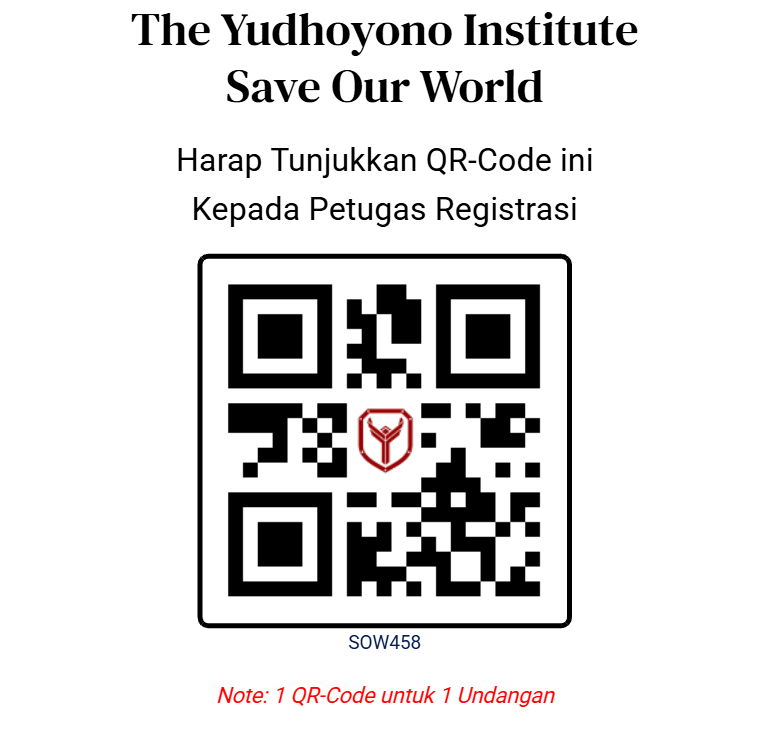 The Yudhoyono Institute
Save Our World
Harap Tunjukkan QR-Code ini
Kepada Petugas Registrasi
SOW458
Note: 1 QR-Code untuk 1 Undangan